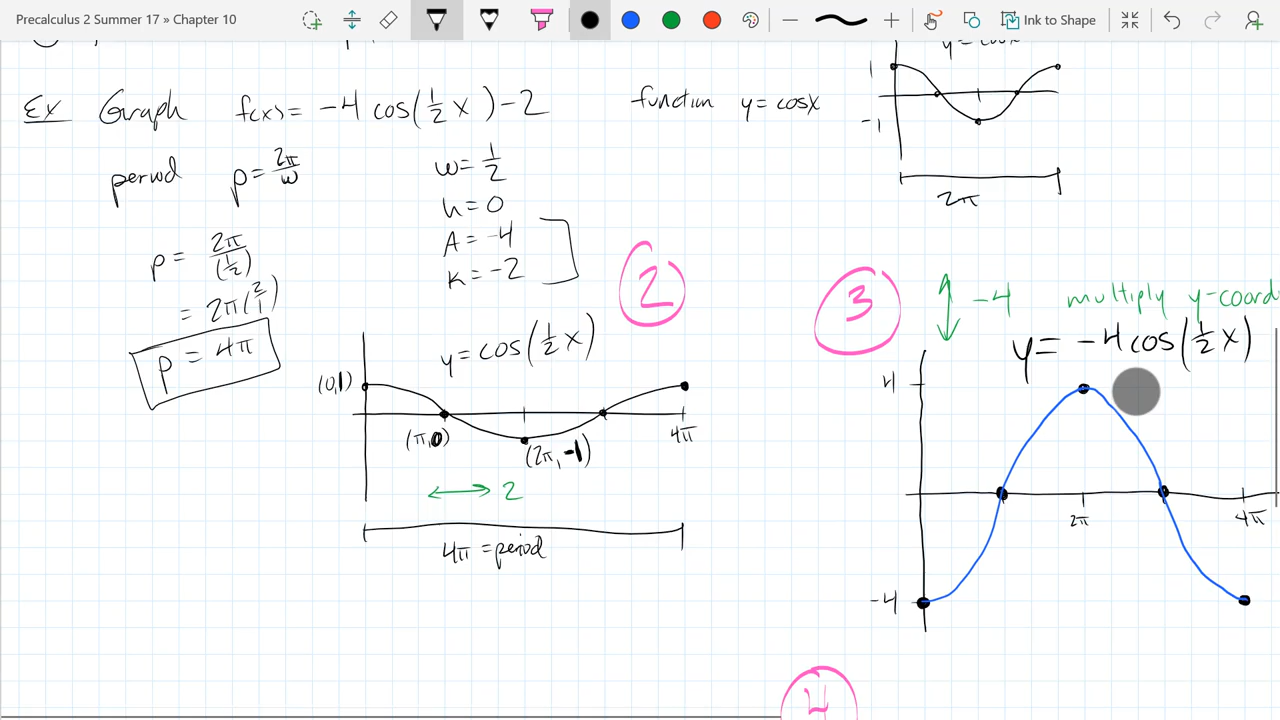 Precalculus 2 Summer 17 » Chapter 10
Ink to Shape
Ex Graph f(x) = -4 cos(1/2 x) - 2
function y = cosx
y = cosx
1
-1
2π
period p = 2π/w
p = 2π/(1/2)
= 2π(2/1)
p = 4π
w = 1/2
h = 0
A = -4
k = -2
2
y = cos(1/2 x)
(0,1)
(π,0)
(2π,-1)
4π
2
4π = period
3
-4 multiply y-coord
y = -4 cos(1/2 x)
4
2π
4π
-4
4